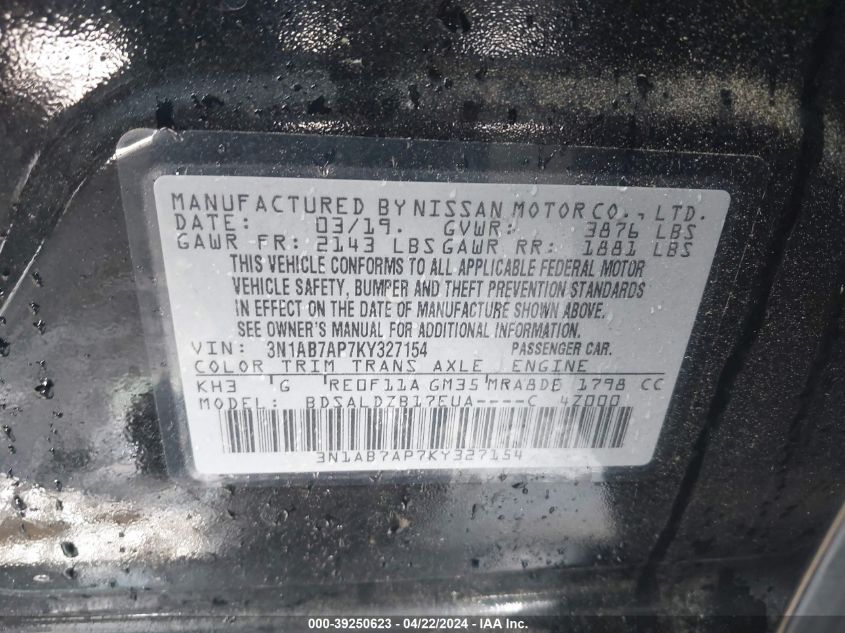 MANUFACTURED BY NISSAN MOTOR CO., LTD.
DATE: 03/19. GVWR: 3876 LBS
GAWR FR: 2143 LBS GAWR RR: 1881 LBS
THIS VEHICLE CONFORMS TO ALL APPLICABLE FEDERAL MOTOR
VEHICLE SAFETY, BUMPER AND THEFT PREVENTION STANDARDS
IN EFFECT ON THE DATE OF MANUFACTURE SHOWN ABOVE.
SEE OWNER'S MANUAL FOR ADDITIONAL INFORMATION.
VIN: 3N1AB7AP7KY327154 PASSENGER CAR.
COLOR TRIM TRANS AXLE ENGINE
KH3 G RE0F11A GM35 MRA8DE 1798 CC
MODEL: BDSALDZB17EUA----C 4Z000
3N1AB7AP7KY327154
000-39250623 - 04/22/2024 - IAA Inc.